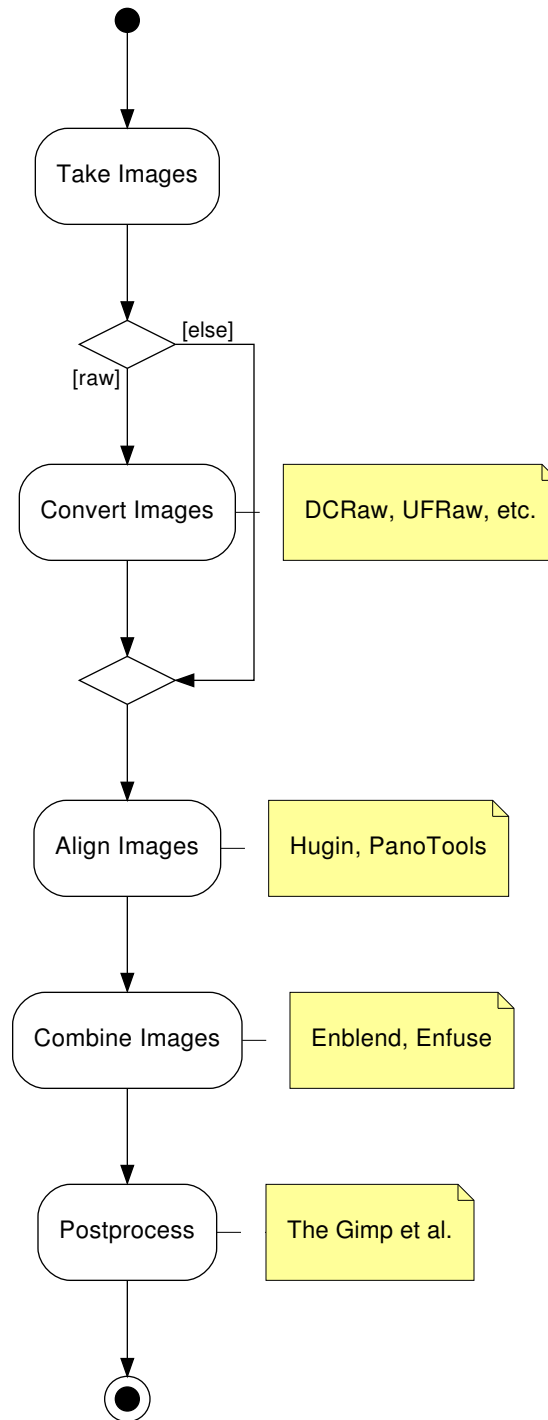 Take Images
[else]
[raw]
Convert Images
DCRaw, UFRaw, etc.
Align Images
Hugin, PanoTools
Combine Images
Enblend, Enfuse
Postprocess
The Gimp et al.